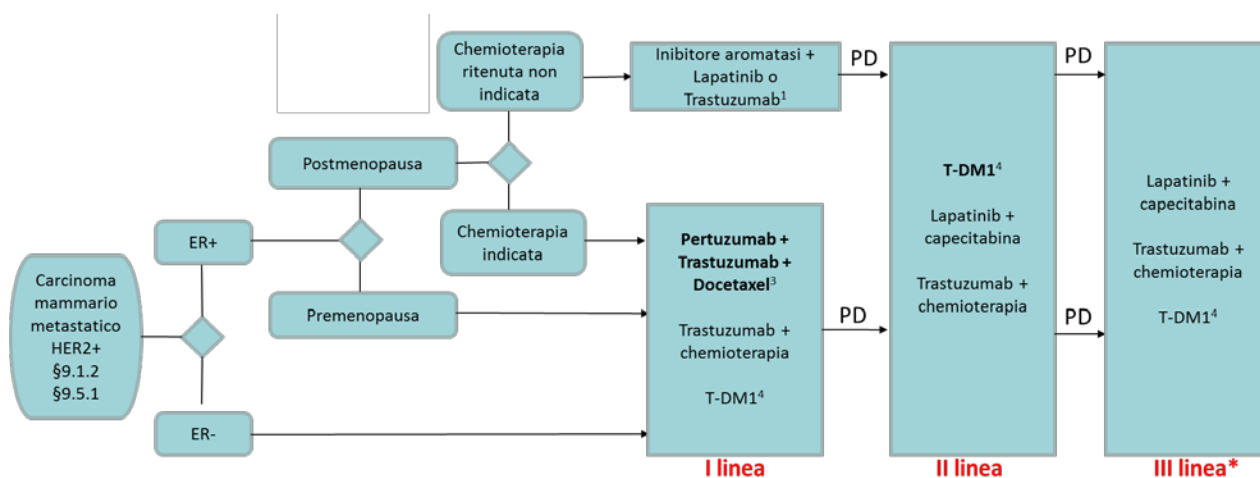 Carcinoma
mammario
metastatico
HER2+
§9.1.2
§9.5.1
ER+
ER-
Postmenopausa
Premenopausa
Chemioterapia
ritenuta non
indicata
Chemioterapia
indicata
Inibitore aromatasi +
Lapatinib o
Trastuzumab¹
PD
Pertuzumab +
Trastuzumab +
Docetaxel³
Trastuzumab +
chemioterapia
T-DM1⁴
I linea
PD
T-DM1⁴
Lapatinib +
capecitabina
Trastuzumab +
chemioterapia
II linea
PD
PD
Lapatinib +
capecitabina
Trastuzumab +
chemioterapia
T-DM1⁴
III linea*